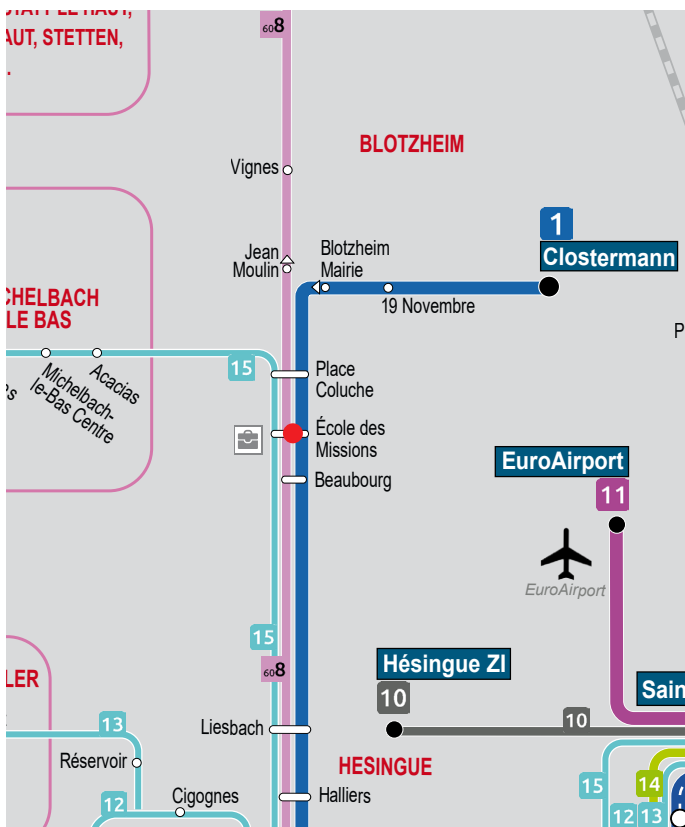 AUT, STETTEN,
608
BLOTZHEIM
Vignes
1
Clostermann
Jean
Moulin
Blotzheim
Mairie
19 Novembre
LE BAS
P
15
Place
Coluche
Michelbach-
le-Bas Centre
Acacias
École des
Missions
Beaubourg
EuroAirport
11
EuroAirport
15
608
Hésingue ZI
10
10
13
Liesbach
HESINGUE
Réservoir
12
Cigognes
Halliers
15
14
12
13